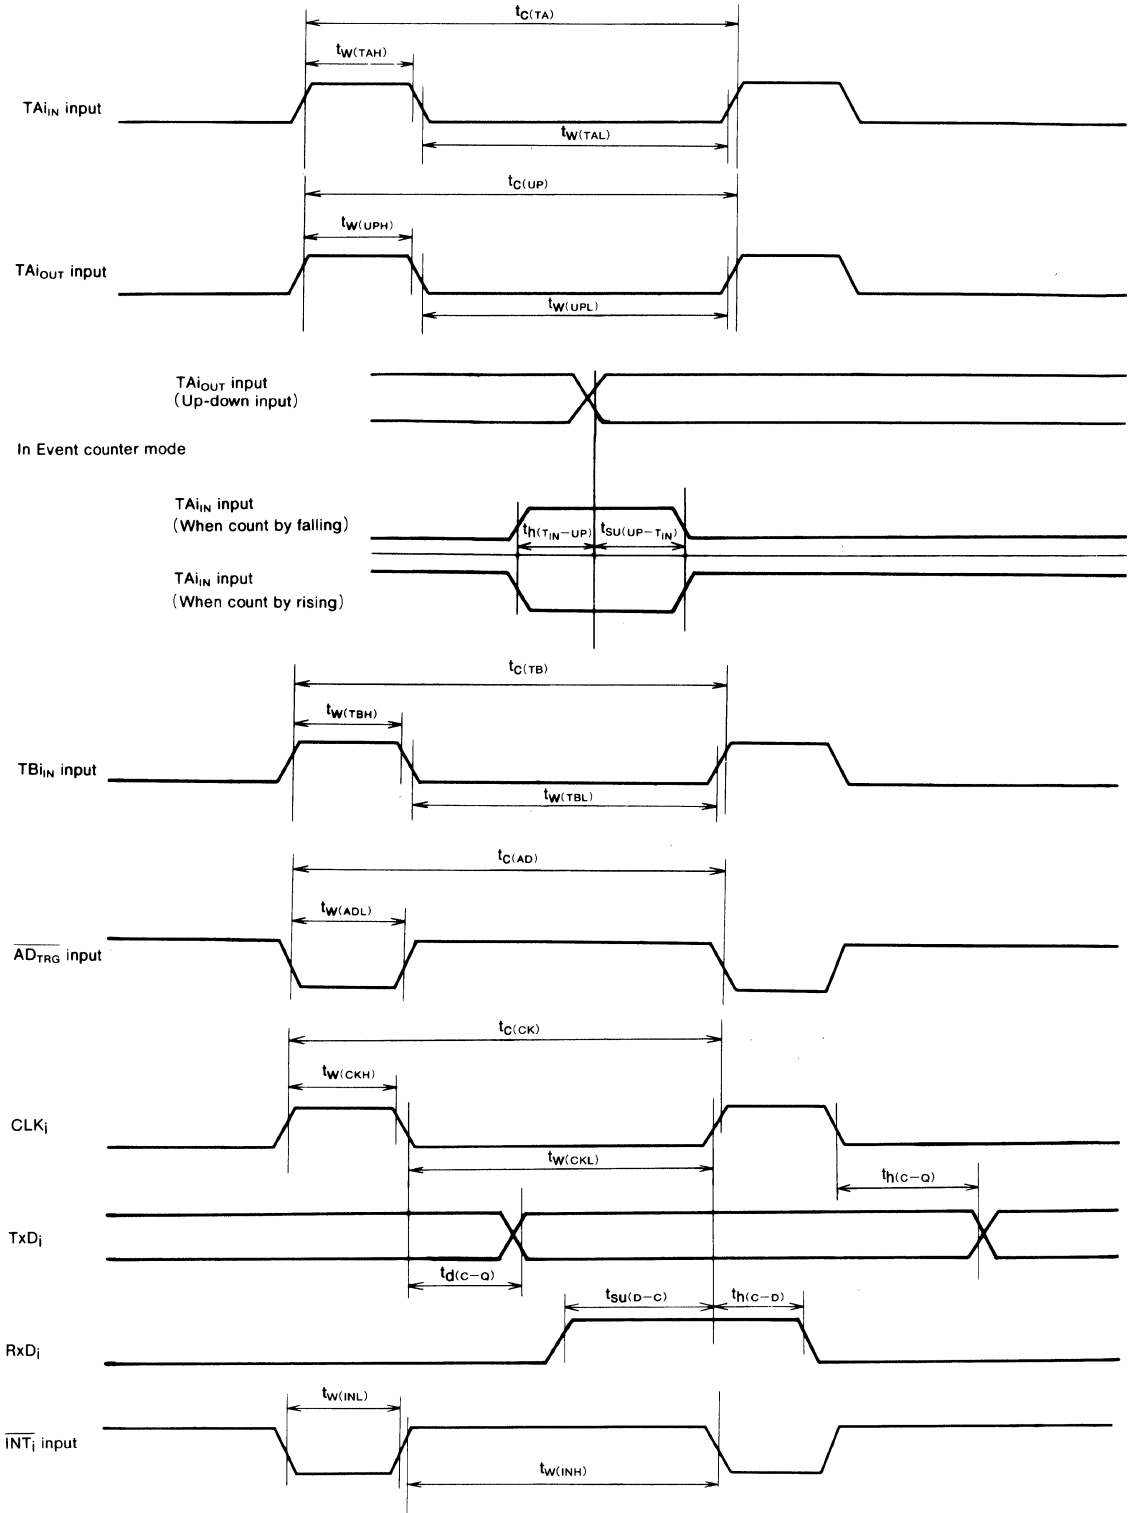 tC(TA)
tW(TAH)
TAiIN input
tW(TAL)
tC(UP)
tW(UPH)
TAiOUT input
tW(UPL)
TAiOUT input
(Up-down input)
In Event counter mode
TAiIN input
(When count by falling)
th(TIN−UP) tSU(UP−TIN)
TAiIN input
(When count by rising)
tC(TB)
tW(TBH)
TBiIN input
tW(TBL)
tC(AD)
tW(ADL)
ADTRG input
tC(CK)
tW(CKH)
CLKi
tW(CKL)
th(C−Q)
TxDi
td(C−Q)
tSU(D−C) th(C−D)
RxDi
tW(INL)
INTi input
tW(INH)